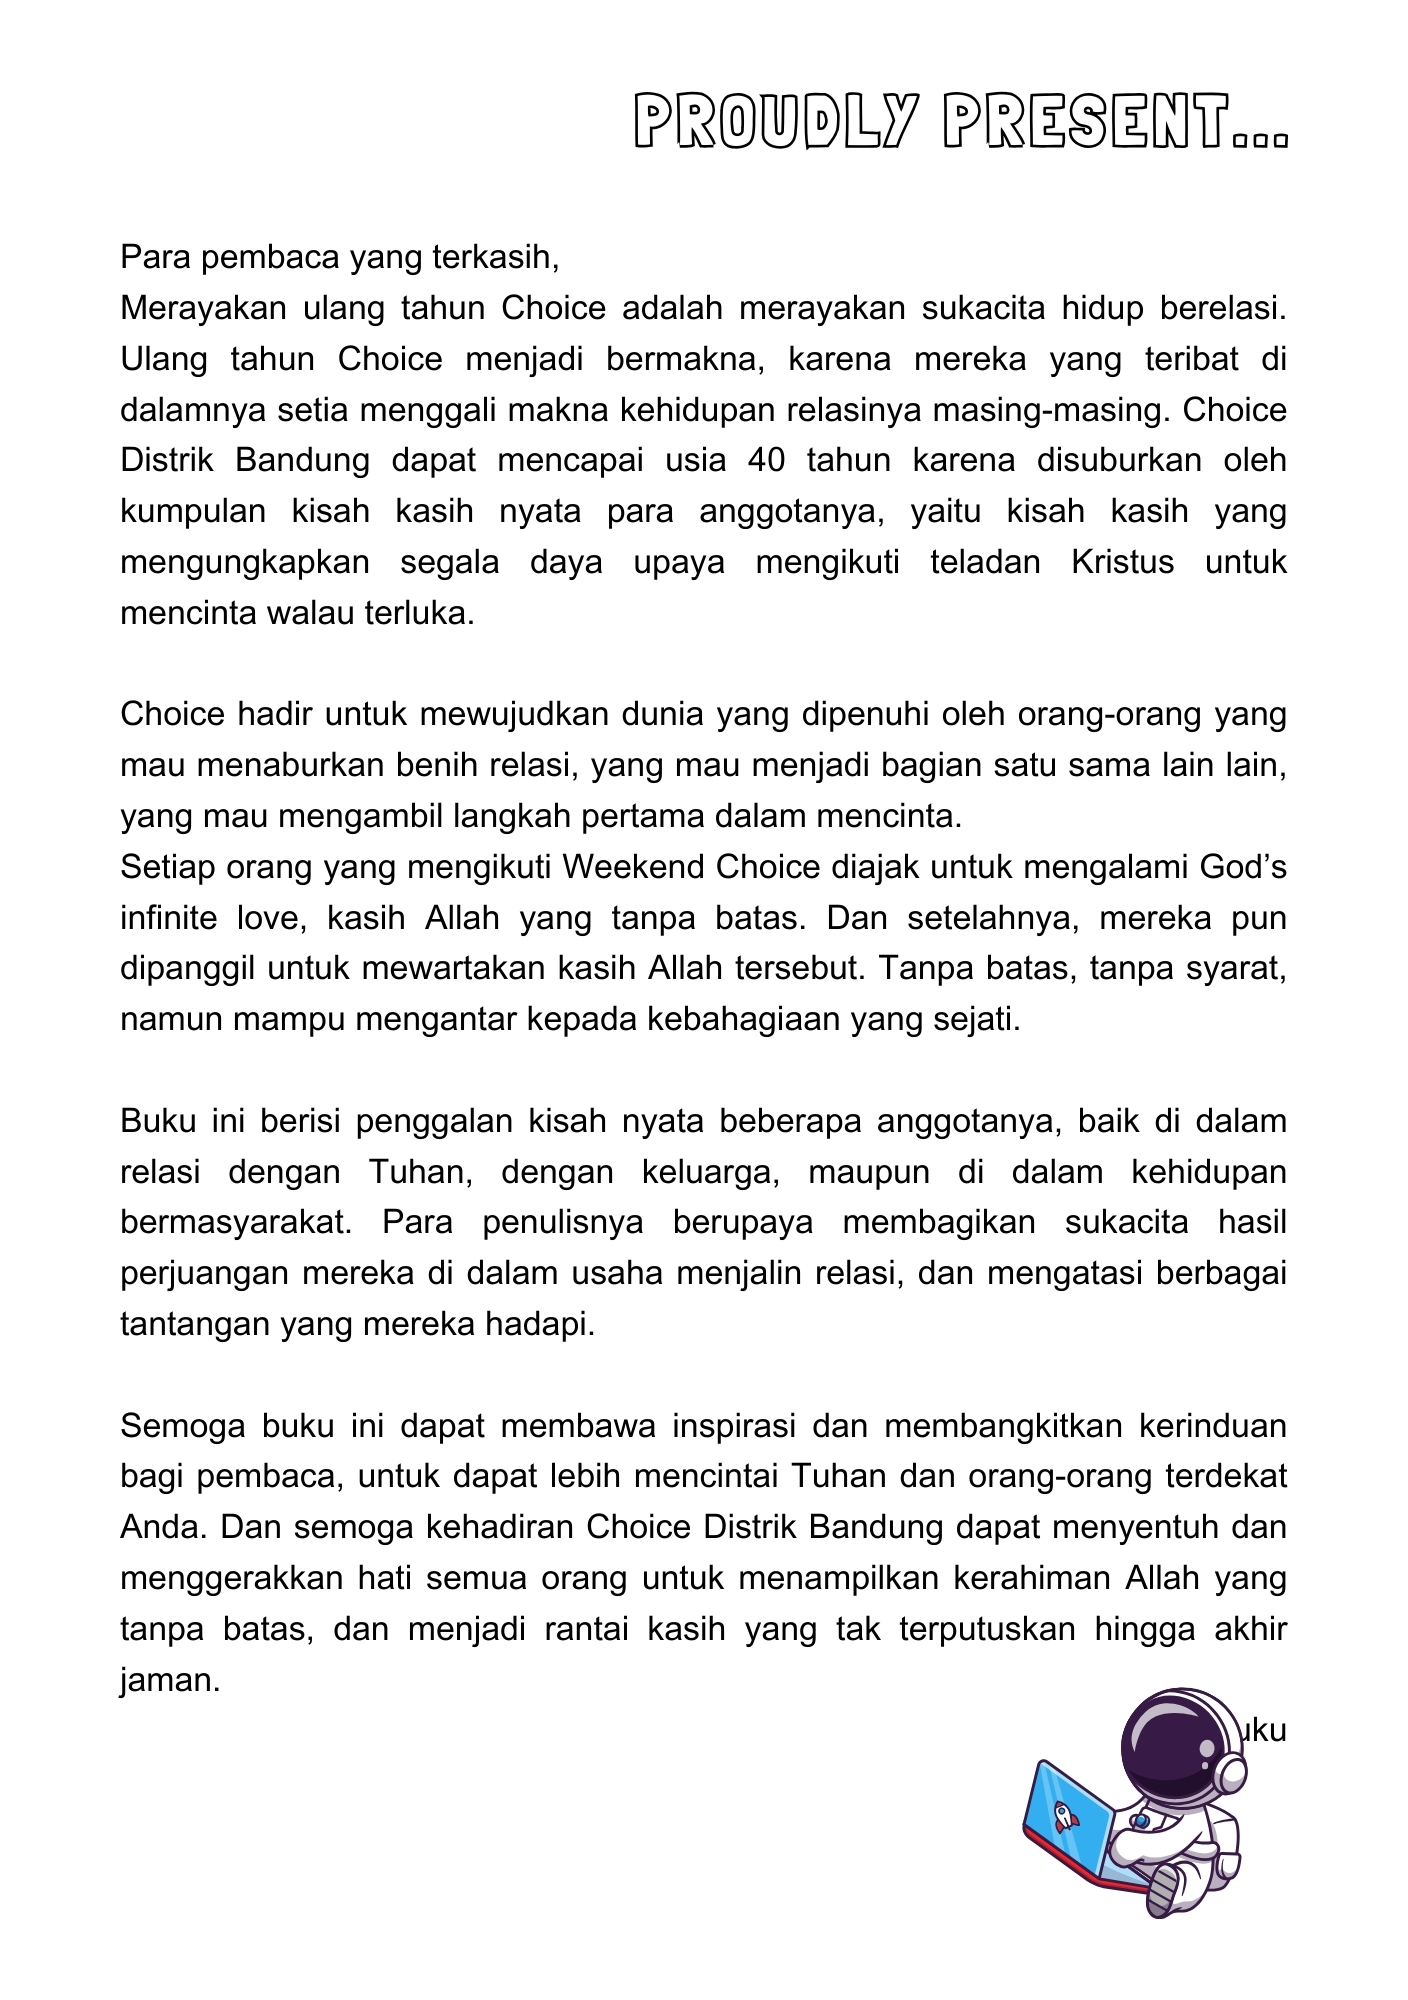 PROUDLY PRESENT...
Para pembaca yang terkasih,
Merayakan ulang tahun Choice adalah merayakan sukacita hidup berelasi.
Ulang tahun Choice menjadi bermakna, karena mereka yang teribat di
dalamnya setia menggali makna kehidupan relasinya masing-masing. Choice
Distrik Bandung dapat mencapai usia 40 tahun karena disuburkan oleh
kumpulan kisah kasih nyata para anggotanya, yaitu kisah kasih yang
mengungkapkan segala daya upaya mengikuti teladan Kristus untuk
mencinta walau terluka.
Choice hadir untuk mewujudkan dunia yang dipenuhi oleh orang-orang yang
mau menaburkan benih relasi, yang mau menjadi bagian satu sama lain lain,
yang mau mengambil langkah pertama dalam mencinta.
Setiap orang yang mengikuti Weekend Choice diajak untuk mengalami God’s
infinite love, kasih Allah yang tanpa batas. Dan setelahnya, mereka pun
dipanggil untuk mewartakan kasih Allah tersebut. Tanpa batas, tanpa syarat,
namun mampu mengantar kepada kebahagiaan yang sejati.
Buku ini berisi penggalan kisah nyata beberapa anggotanya, baik di dalam
relasi dengan Tuhan, dengan keluarga, maupun di dalam kehidupan
bermasyarakat. Para penulisnya berupaya membagikan sukacita hasil
perjuangan mereka di dalam usaha menjalin relasi, dan mengatasi berbagai
tantangan yang mereka hadapi.
Semoga buku ini dapat membawa inspirasi dan membangkitkan kerinduan
bagi pembaca, untuk dapat lebih mencintai Tuhan dan orang-orang terdekat
Anda. Dan semoga kehadiran Choice Distrik Bandung dapat menyentuh dan
menggerakkan hati semua orang untuk menampilkan kerahiman Allah yang
tanpa batas, dan menjadi rantai kasih yang tak terputuskan hingga akhir
jaman.